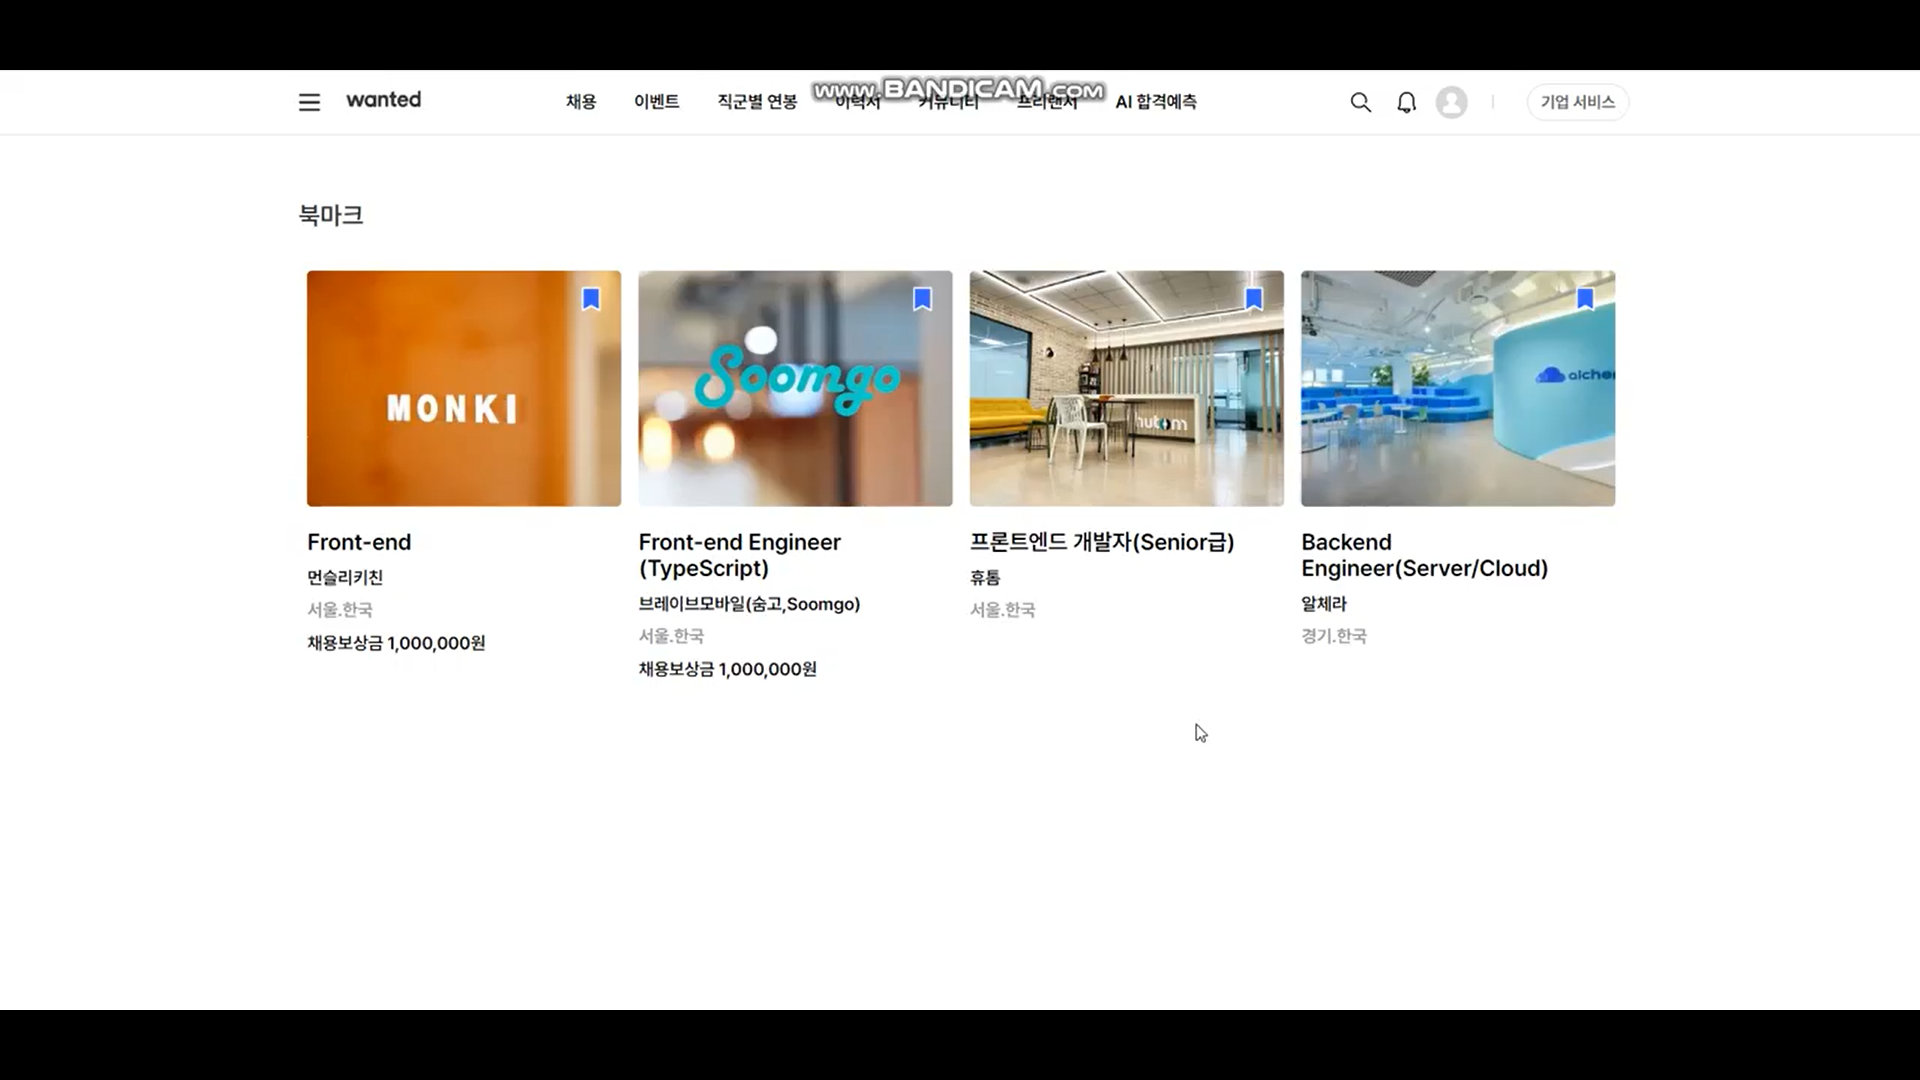 wanted
채용 이벤트 직군별 연봉 이력서 커뮤니티 프리랜서 AI 합격예측
www.BANDICAM.com
기업 서비스
북마크
MONKI
Soomgo
hutom
alche
Front-end
먼슬리키친
서울.한국
채용보상금 1,000,000원
Front-end Engineer
(TypeScript)
브레이브모바일(숨고,Soomgo)
서울.한국
채용보상금 1,000,000원
프론트엔드 개발자(Senior급)
휴톰
서울.한국
Backend
Engineer(Server/Cloud)
알체라
경기.한국